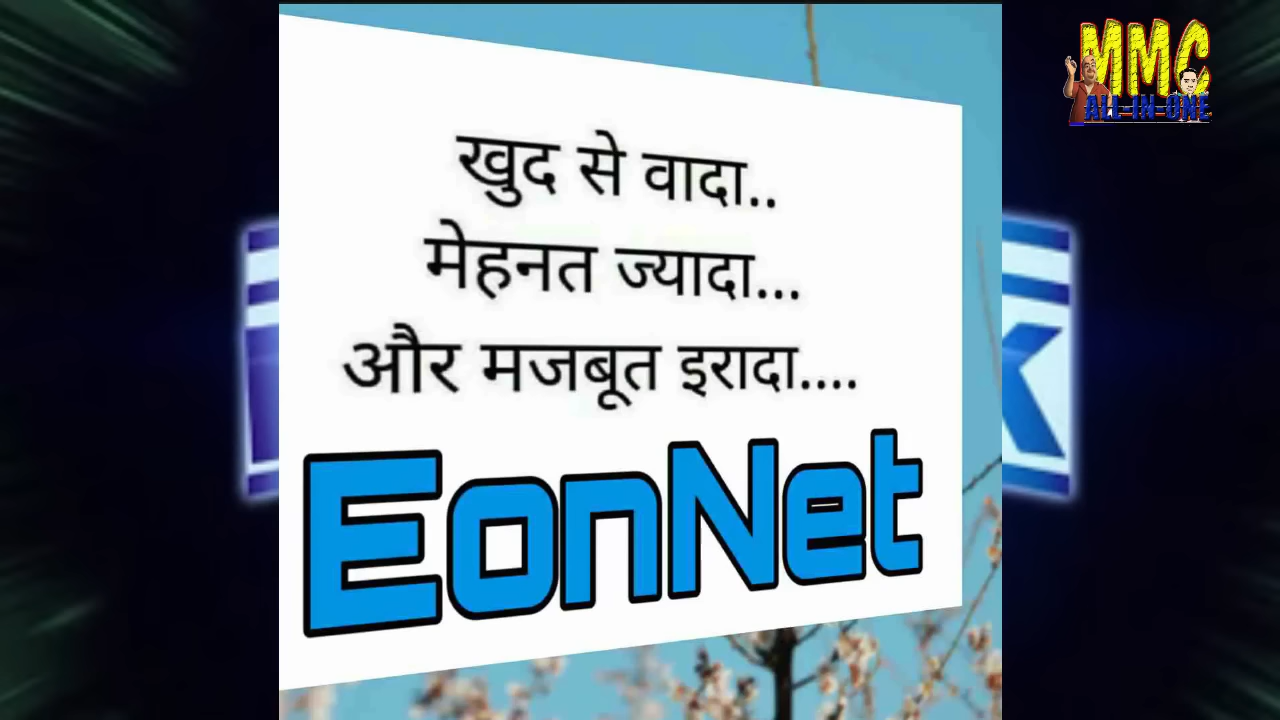 खुद से वादा..
मेहनत ज्यादा...
और मजबूत इरादा....
EonNet
MMC
ALL-IN-ONE
K